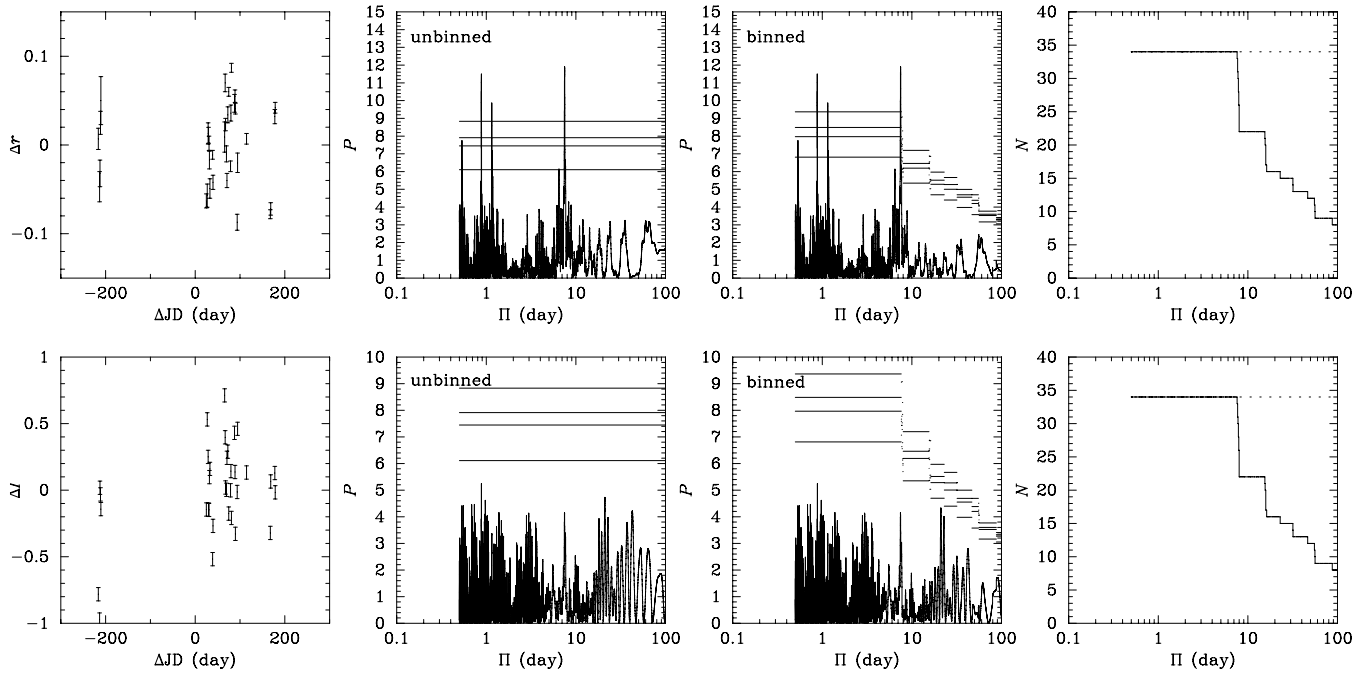 0.1
0
−0.1
Δr
−200 0 200
ΔJD (day)
15
14
13
12
11
10
9
8
7
6
5
4
3
2
1
0
P
unbinned
0.1 1 10 100
Π (day)
15
14
13
12
11
10
9
8
7
6
5
4
3
2
1
0
P
binned
0.1 1 10 100
Π (day)
40
35
30
25
20
15
10
5
0
N
0.1 1 10 100
Π (day)
1
0.5
0
−0.5
−1
Δl
−200 0 200
ΔJD (day)
10
9
8
7
6
5
4
3
2
1
0
P
unbinned
0.1 1 10 100
Π (day)
10
9
8
7
6
5
4
3
2
1
0
P
binned
0.1 1 10 100
Π (day)
40
35
30
25
20
15
10
5
0
N
0.1 1 10 100
Π (day)